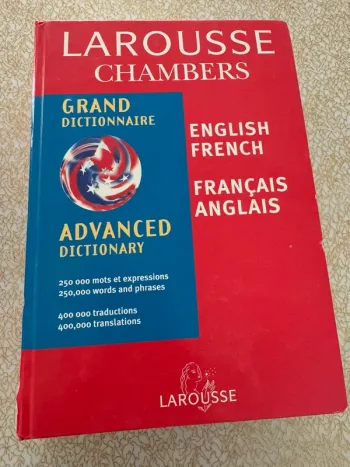 LAROUSSE
CHAMBERS
GRAND
DICTIONNAIRE
ENGLISH
FRENCH
FRANÇAIS
ANGLAIS
ADVANCED
DICTIONARY
250 000 mots et expressions
250,000 words and phrases
400 000 traductions
400,000 translations
LAROUSSE